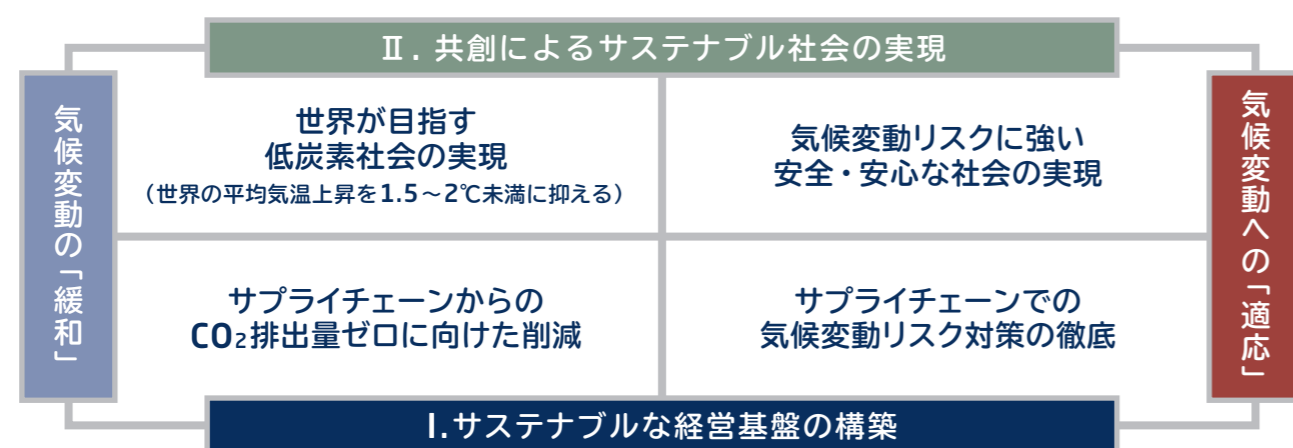 Ⅱ. 共創によるサステナブル社会の実現
気候変動の「緩和」
世界が目指す
低炭素社会の実現
（世界の平均気温上昇を1.5～2℃未満に抑える）
気候変動リスクに強い
安全・安心な社会の実現
気候変動への「適応」
サプライチェーンからの
CO₂排出量ゼロに向けた削減
サプライチェーンでの
気候変動リスク対策の徹底
Ⅰ.サステナブルな経営基盤の構築